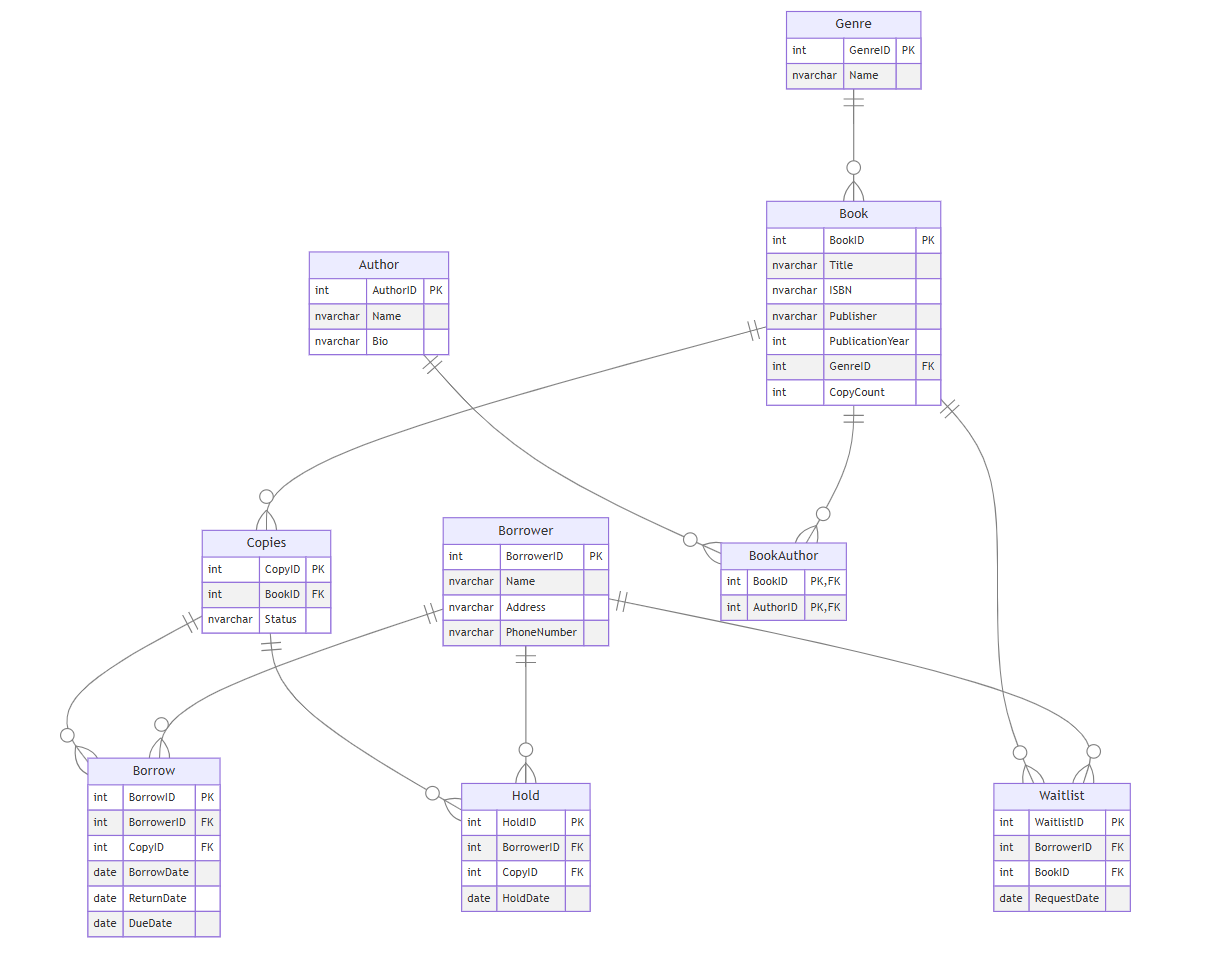 Genre
int GenreID PK
nvarchar Name
Book
int BookID PK
nvarchar Title
nvarchar ISBN
nvarchar Publisher
int PublicationYear
int GenreID FK
int CopyCount
Author
int AuthorID PK
nvarchar Name
nvarchar Bio
Copies
int CopyID PK
int BookID FK
nvarchar Status
Borrower
int BorrowerID PK
nvarchar Name
nvarchar Address
nvarchar PhoneNumber
BookAuthor
int BookID PK,FK
int AuthorID PK,FK
Borrow
int BorrowID PK
int BorrowerID FK
int CopyID FK
date BorrowDate
date ReturnDate
date DueDate
Hold
int HoldID PK
int BorrowerID FK
int CopyID FK
date HoldDate
Waitlist
int WaitlistID PK
int BorrowerID FK
int BookID FK
date RequestDate